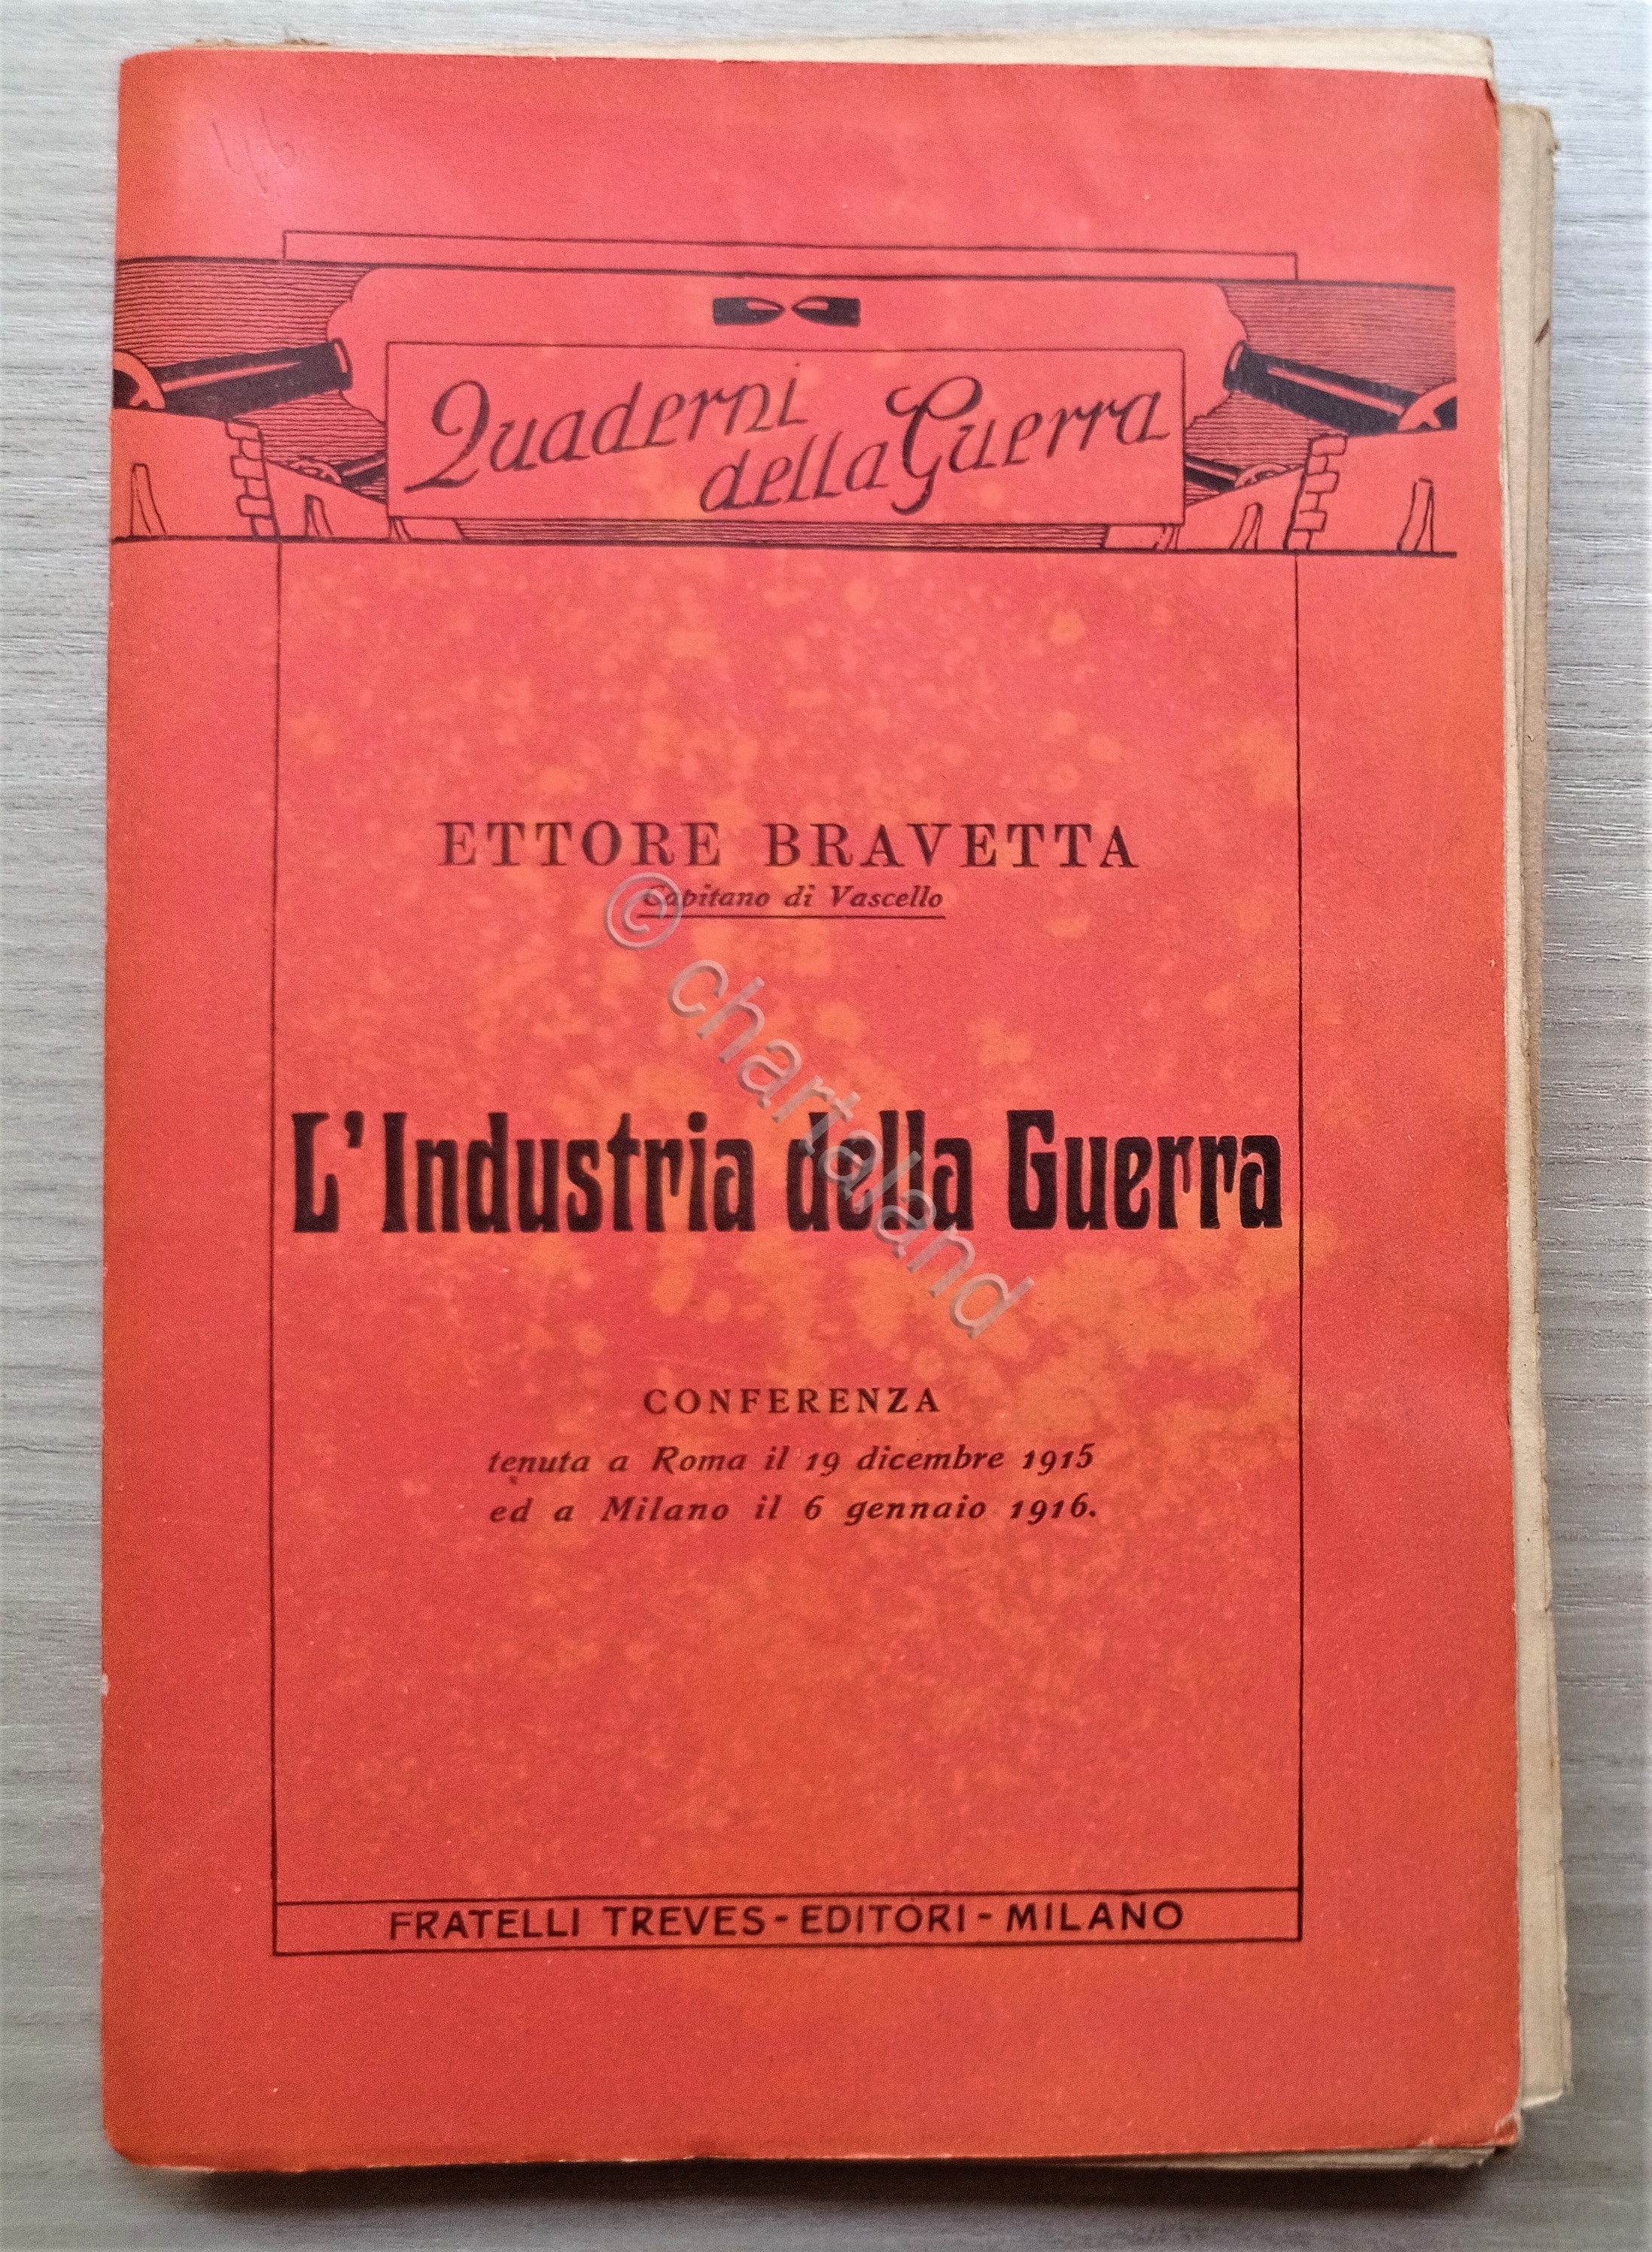 Quaderni
della Guerra
ETTORE BRAVETTA
Capitano di Vascello
L'Industria della Guerra
CONFERENZA
tenuta a Roma il 19 dicembre 1915
ed a Milano il 6 gennaio 1916.
FRATELLI TREVES - EDITORI - MILANO
© chartaland